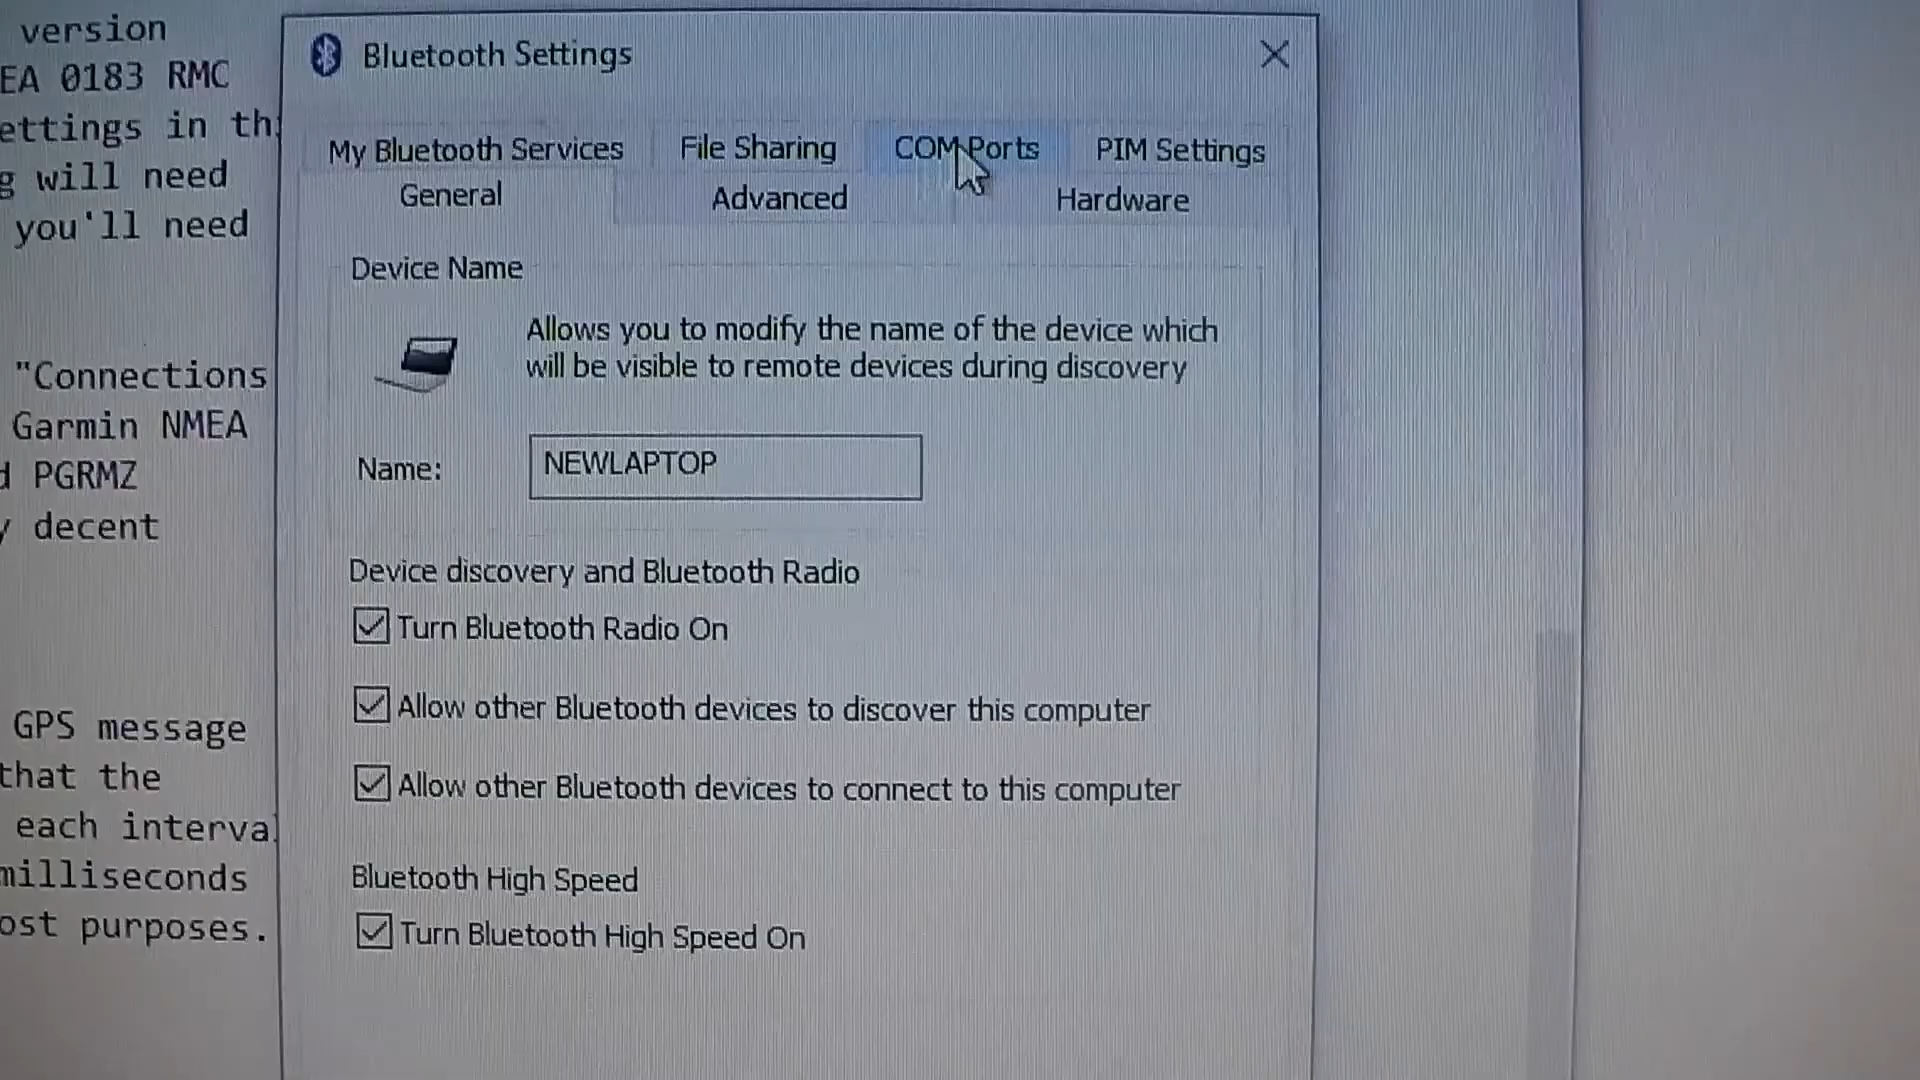 version
EA 0183 RMC
ettings in th
g will need
you'll need
"Connections
Garmin NMEA
d PGRMZ
y decent
GPS message
that the
each interval
milliseconds
ost purposes.
Bluetooth Settings
My Bluetooth Services File Sharing COM Ports PIM Settings
General Advanced Hardware
Device Name
Allows you to modify the name of the device which
will be visible to remote devices during discovery
Name: NEWLAPTOP
Device discovery and Bluetooth Radio
Turn Bluetooth Radio On
Allow other Bluetooth devices to discover this computer
Allow other Bluetooth devices to connect to this computer
Bluetooth High Speed
Turn Bluetooth High Speed On